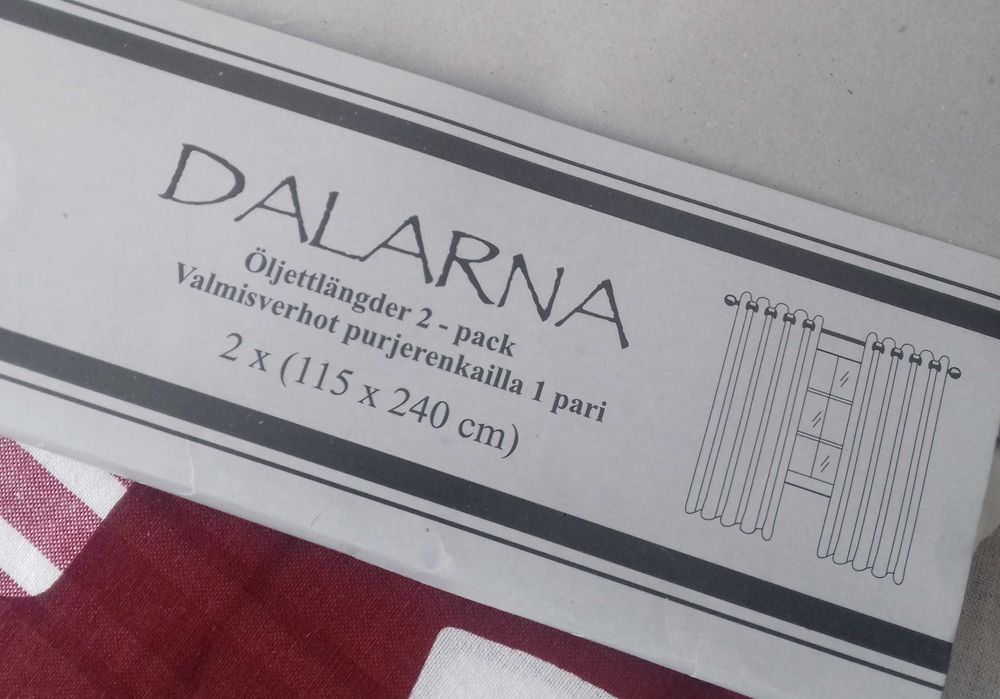 DALARNA
Öljettlängder 2 - pack
Valmisverhot purjerenkailla 1 pari
2 x (115 x 240 cm)